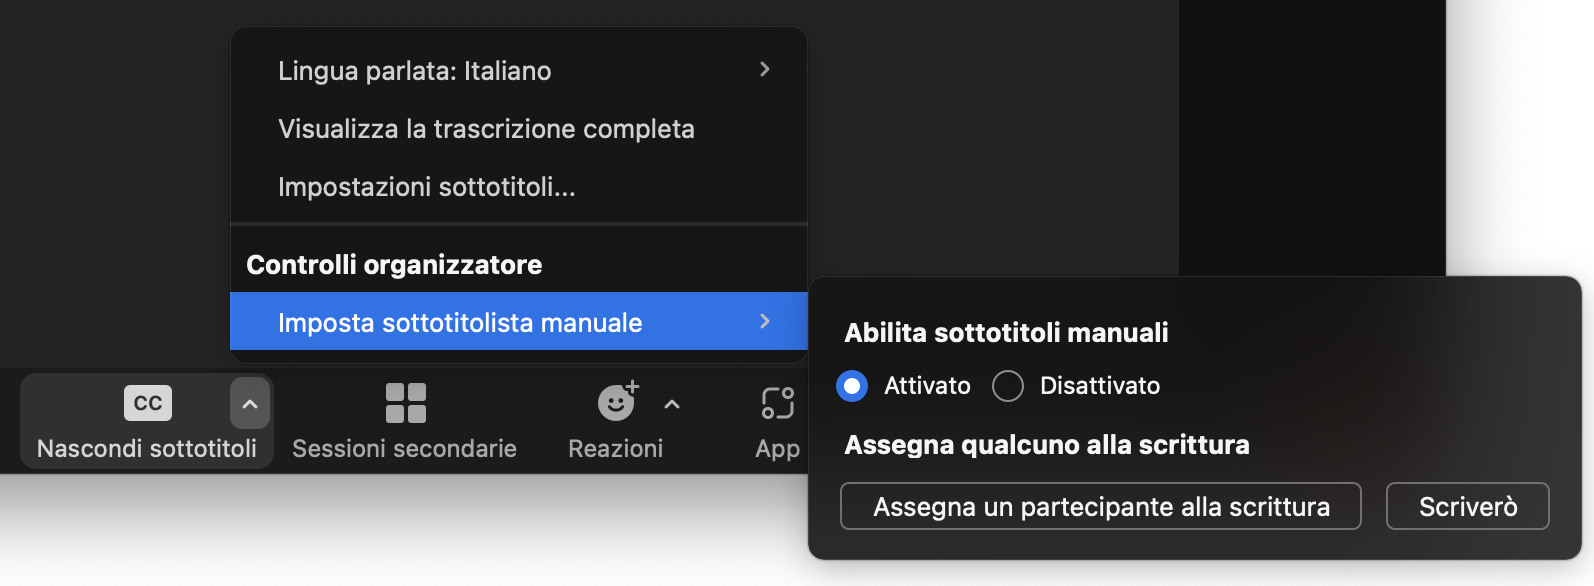 Lingua parlata: Italiano
Visualizza la trascrizione completa
Impostazioni sottotitoli...
Controlli organizzatore
Imposta sottotitolista manuale
Abilita sottotitoli manuali
Attivato Disattivato
Assegna qualcuno alla scrittura
Assegna un partecipante alla scrittura Scriverò
CC
Nascondi sottotitoli Sessioni secondarie Reazioni App